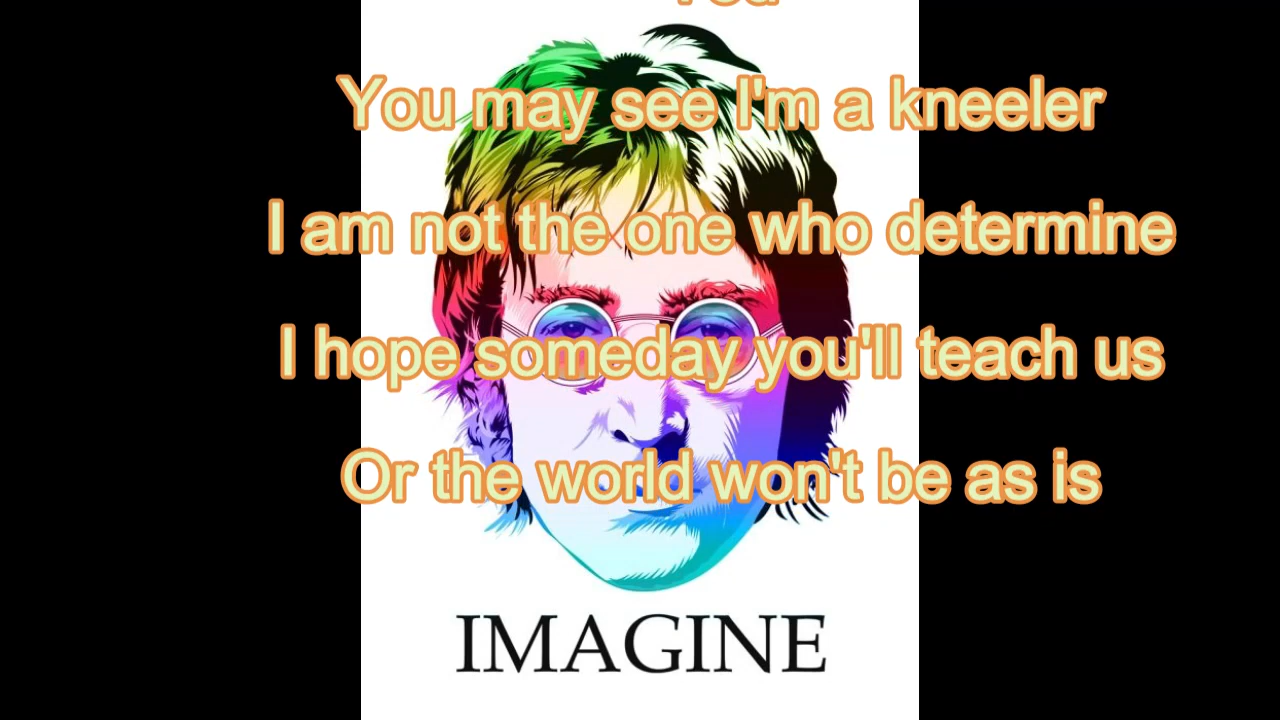 You may see I'm a kneeler
I am not the one who determine
I hope someday you'll teach us
Or the world won't be as is
IMAGINE